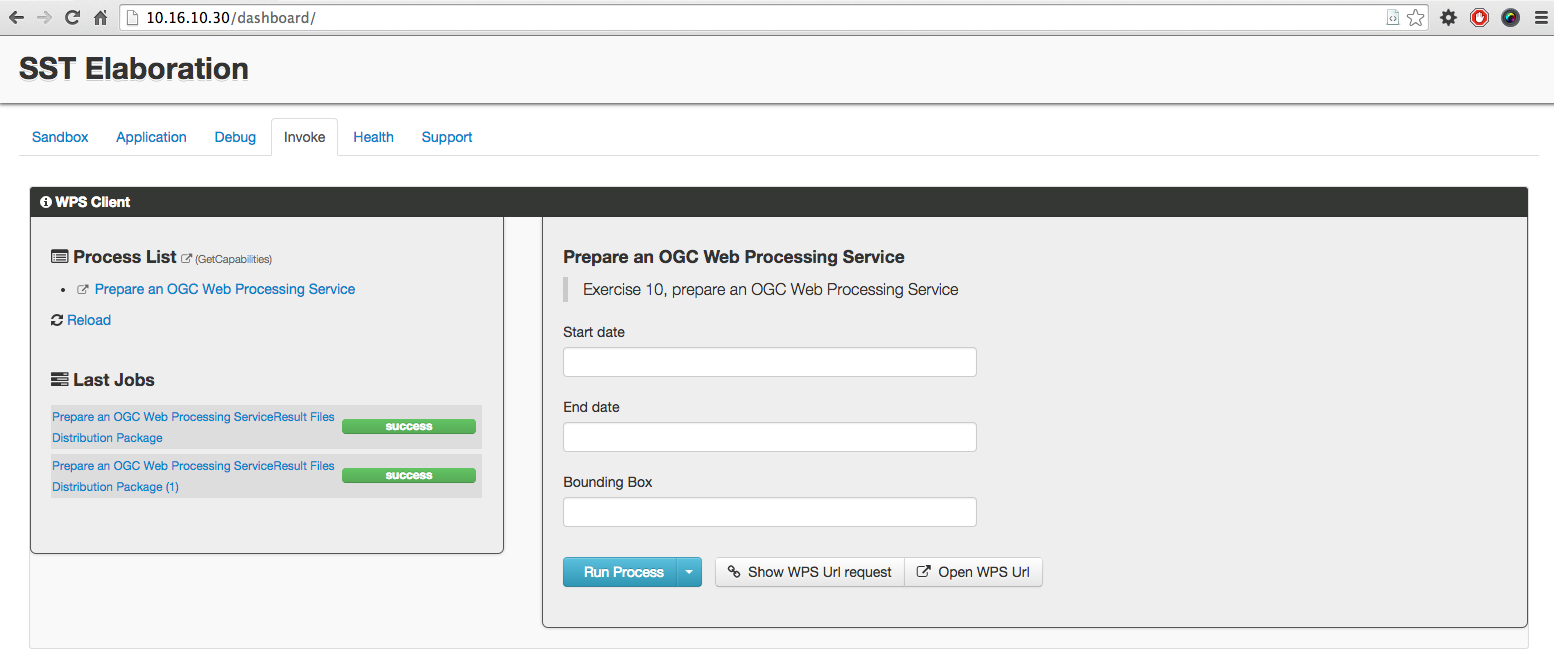 10.16.10.30/dashboard/
SST Elaboration
Sandbox Application Debug Invoke Health Support
WPS Client
Process List (GetCapabilities)
Prepare an OGC Web Processing Service
Reload
Last Jobs
Prepare an OGC Web Processing ServiceResult Files
Distribution Package
success
Prepare an OGC Web Processing ServiceResult Files
Distribution Package (1)
success
Prepare an OGC Web Processing Service
Exercise 10, prepare an OGC Web Processing Service
Start date
End date
Bounding Box
Run Process Show WPS Url request Open WPS Url